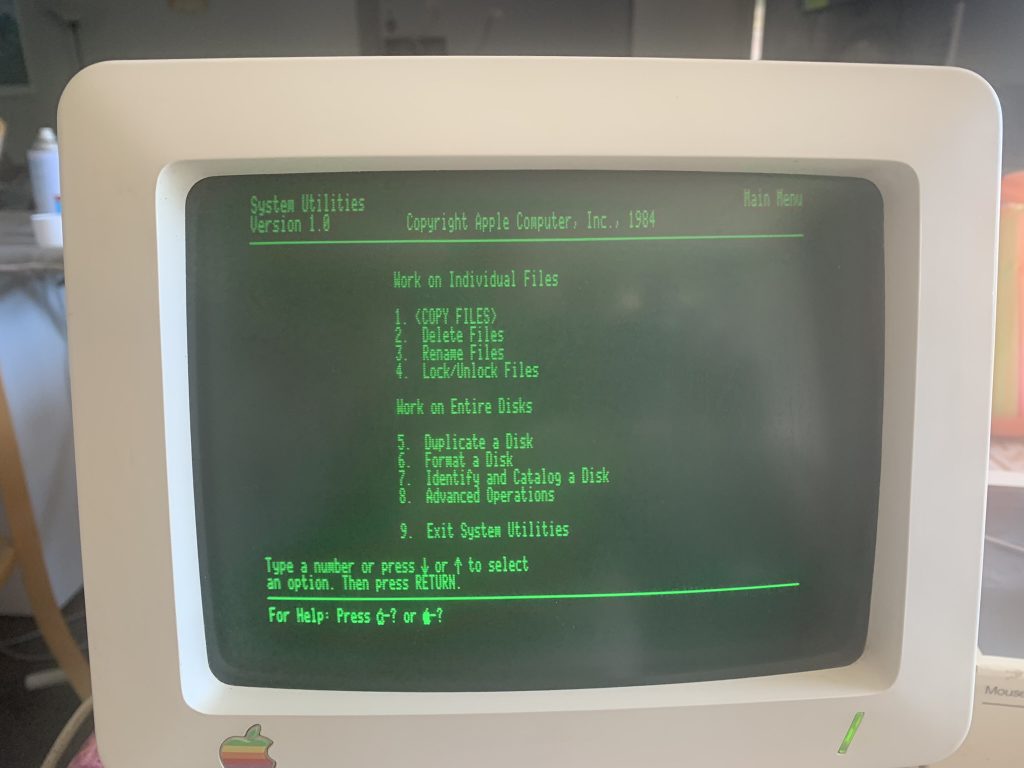 System Utilities
Main Menu
Version 1.0
Copyright Apple Computer, Inc., 1984
Work on Individual Files
1. <COPY FILES>
2. Delete Files
3. Rename Files
4. Lock/Unlock Files
Work on Entire Disks
5. Duplicate a Disk
6. Format a Disk
7. Identify and Catalog a Disk
8. Advanced Operations
9. Exit System Utilities
Type a number or press ↓ or ↑ to select
an option. Then press RETURN.
For Help: Press -? or -?
Mouse